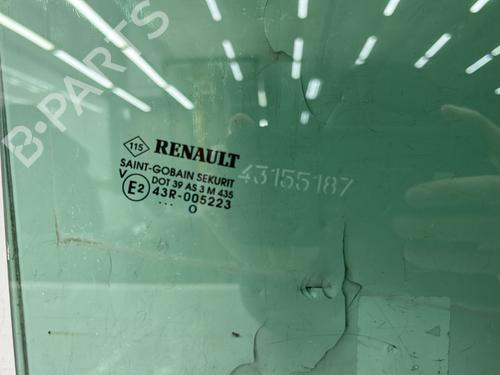 B-PARTS
115 RENAULT
SAINT-GOBAIN SEKURIT
V DOT 39 AS 3 M 435
E2 43R-005223
... O
43155187